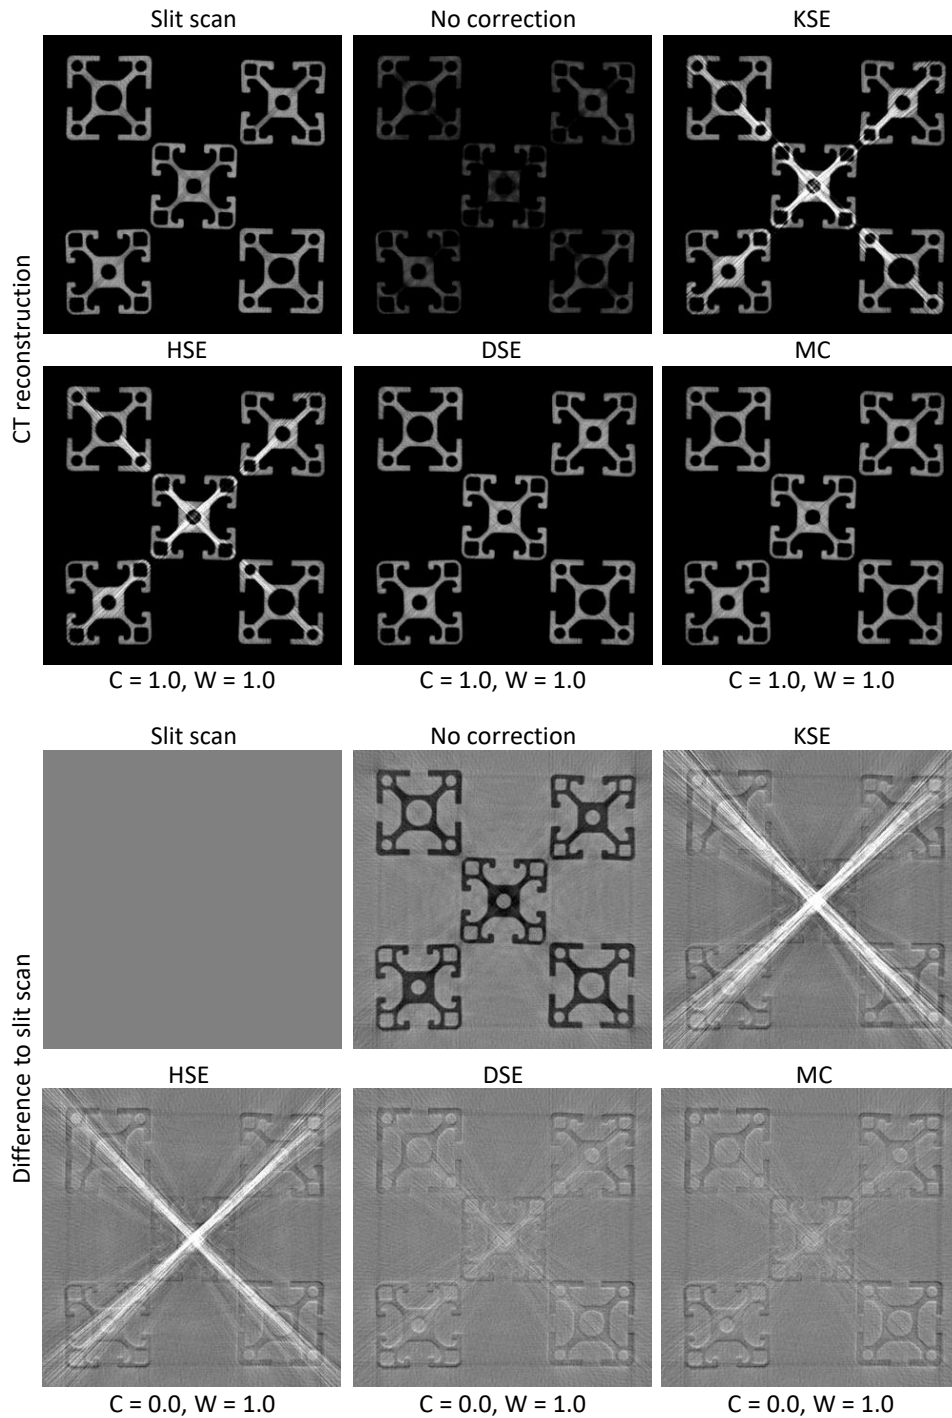 Slit scan No correction KSE
CT reconstruction
HSE DSE MC
C = 1.0, W = 1.0 C = 1.0, W = 1.0 C = 1.0, W = 1.0
Slit scan No correction KSE
Difference to slit scan
HSE DSE MC
C = 0.0, W = 1.0 C = 0.0, W = 1.0 C = 0.0, W = 1.0